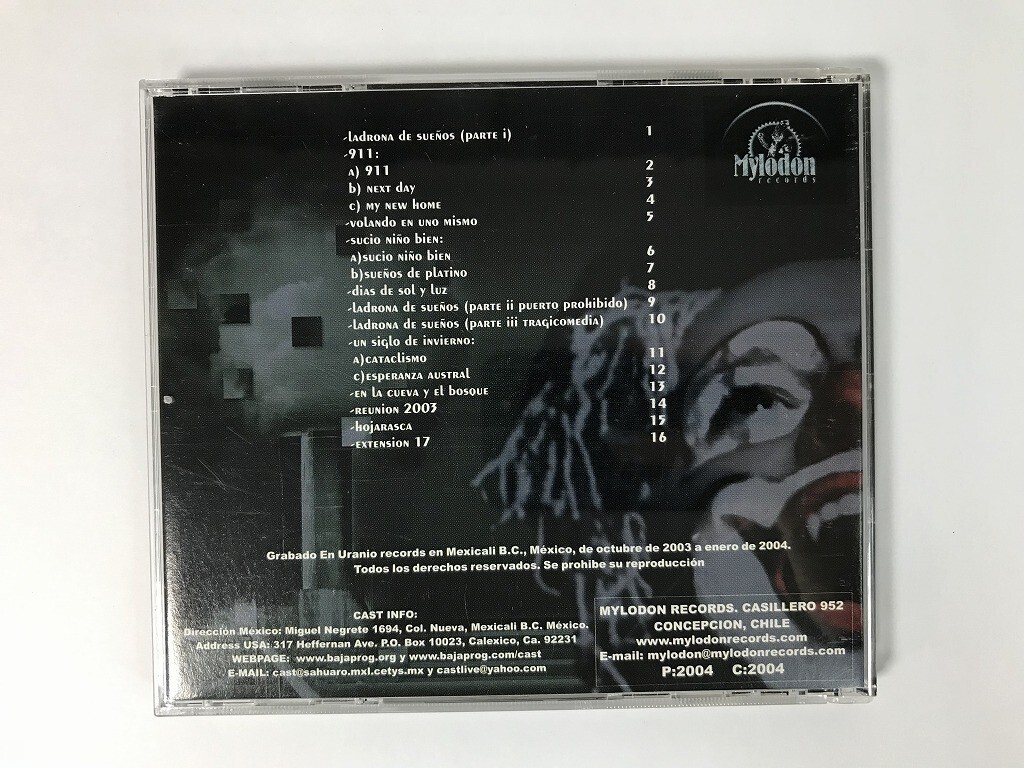 -Ladrona de sueños (parte i) 1
-911:
a) 911 2
b) next day 3
c) my new home 4
-volando en uno mismo 5
-sucio niño bien:
a)sucio niño bien 6
b)sueños de platino 7
-dias de sol y luz 8
-Ladrona de sueños (parte ii puerto prohibido) 9
-Ladrona de sueños (parte iii tragicomedia) 10
-un siglo de invierno:
a)cataclismo 11
c)esperanza austral 12
-en la cueva y el bosque 13
-reunion 2003 14
-hojarasca 15
-extension 17 16
Mylodon
records
Grabado En Uranio records en Mexicali B.C., México, de octubre de 2003 a enero de 2004.
Todos los derechos reservados. Se prohibe su reproducción
CAST INFO:
Dirección México: Miguel Negrete 1694, Col. Nueva, Mexicali B.C. México.
Address USA: 317 Heffernan Ave. P.O. Box 10023, Calexico, Ca. 92231
WEBPAGE: www.bajaprog.org y www.bajaprog.com/cast
E-MAIL: cast@sahuaro.mxl.cetys.mx y castlive@yahoo.com
MYLODON RECORDS. CASILLERO 952
CONCEPCION, CHILE
www.mylodonrecords.com
E-mail: mylodon@mylodonrecords.com
P:2004 C:2004